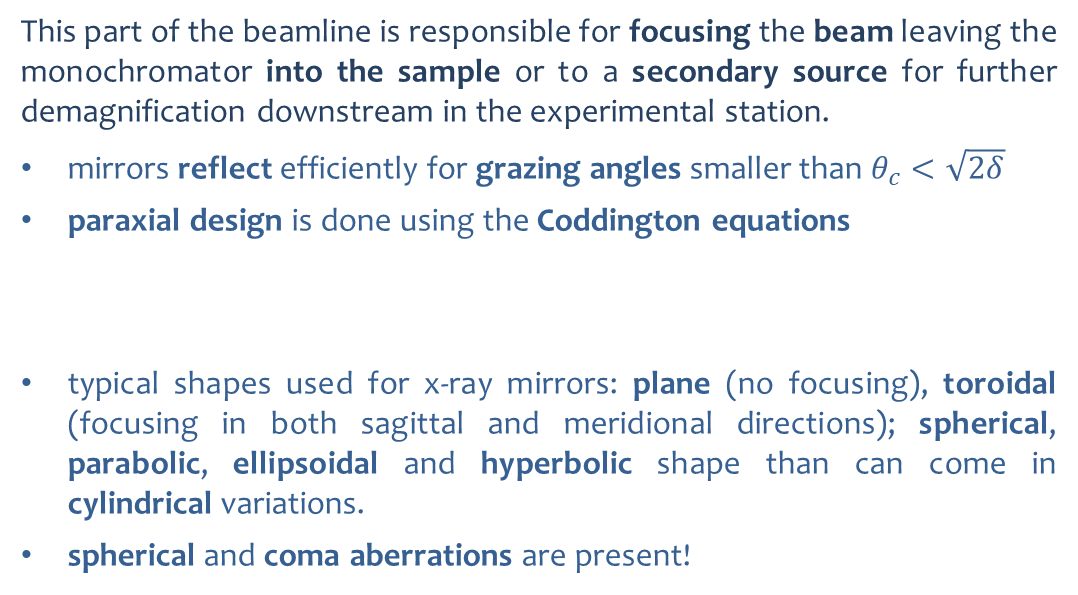 This part of the beamline is responsible for focusing the beam leaving the
monochromator into the sample or to a secondary source for further
demagnification downstream in the experimental station.
• mirrors reflect efficiently for grazing angles smaller than θc < √2δ
• paraxial design is done using the Coddington equations
• typical shapes used for x-ray mirrors: plane (no focusing), toroidal
(focusing in both sagittal and meridional directions); spherical,
parabolic, ellipsoidal and hyperbolic shape than can come in
cylindrical variations.
• spherical and coma aberrations are present!